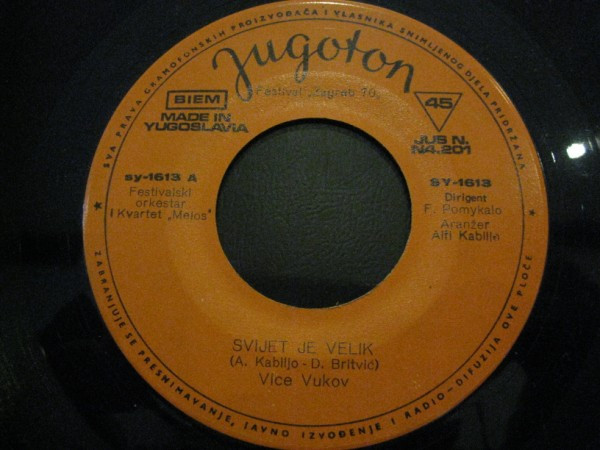 SVA PRAVA GRAMOFONSKIH PROIZVOĐAČA I VLASNIKA SNIMLJENOG DJELA PRIDRŽANA
Jugoton
Festival „Zagreb 70„
BIEM
MADE IN
YUGOSLAVIA
45
JUS N.
N4.201
sy-1613 A
Festivalski
orkestar
i Kvartet „Melos"
SY-1613
Dirigent
F. Pomykalo
Aranžer
Alfi Kabiljo
SVIJET JE VELIK
(A. Kabiljo - D. Britvić)
Vice Vukov
ZABRANJUJE SE PRESNIMAVANJE, JAVNO IZVOĐENJE I RADIO-DIFUZIJA OVE PLOČE